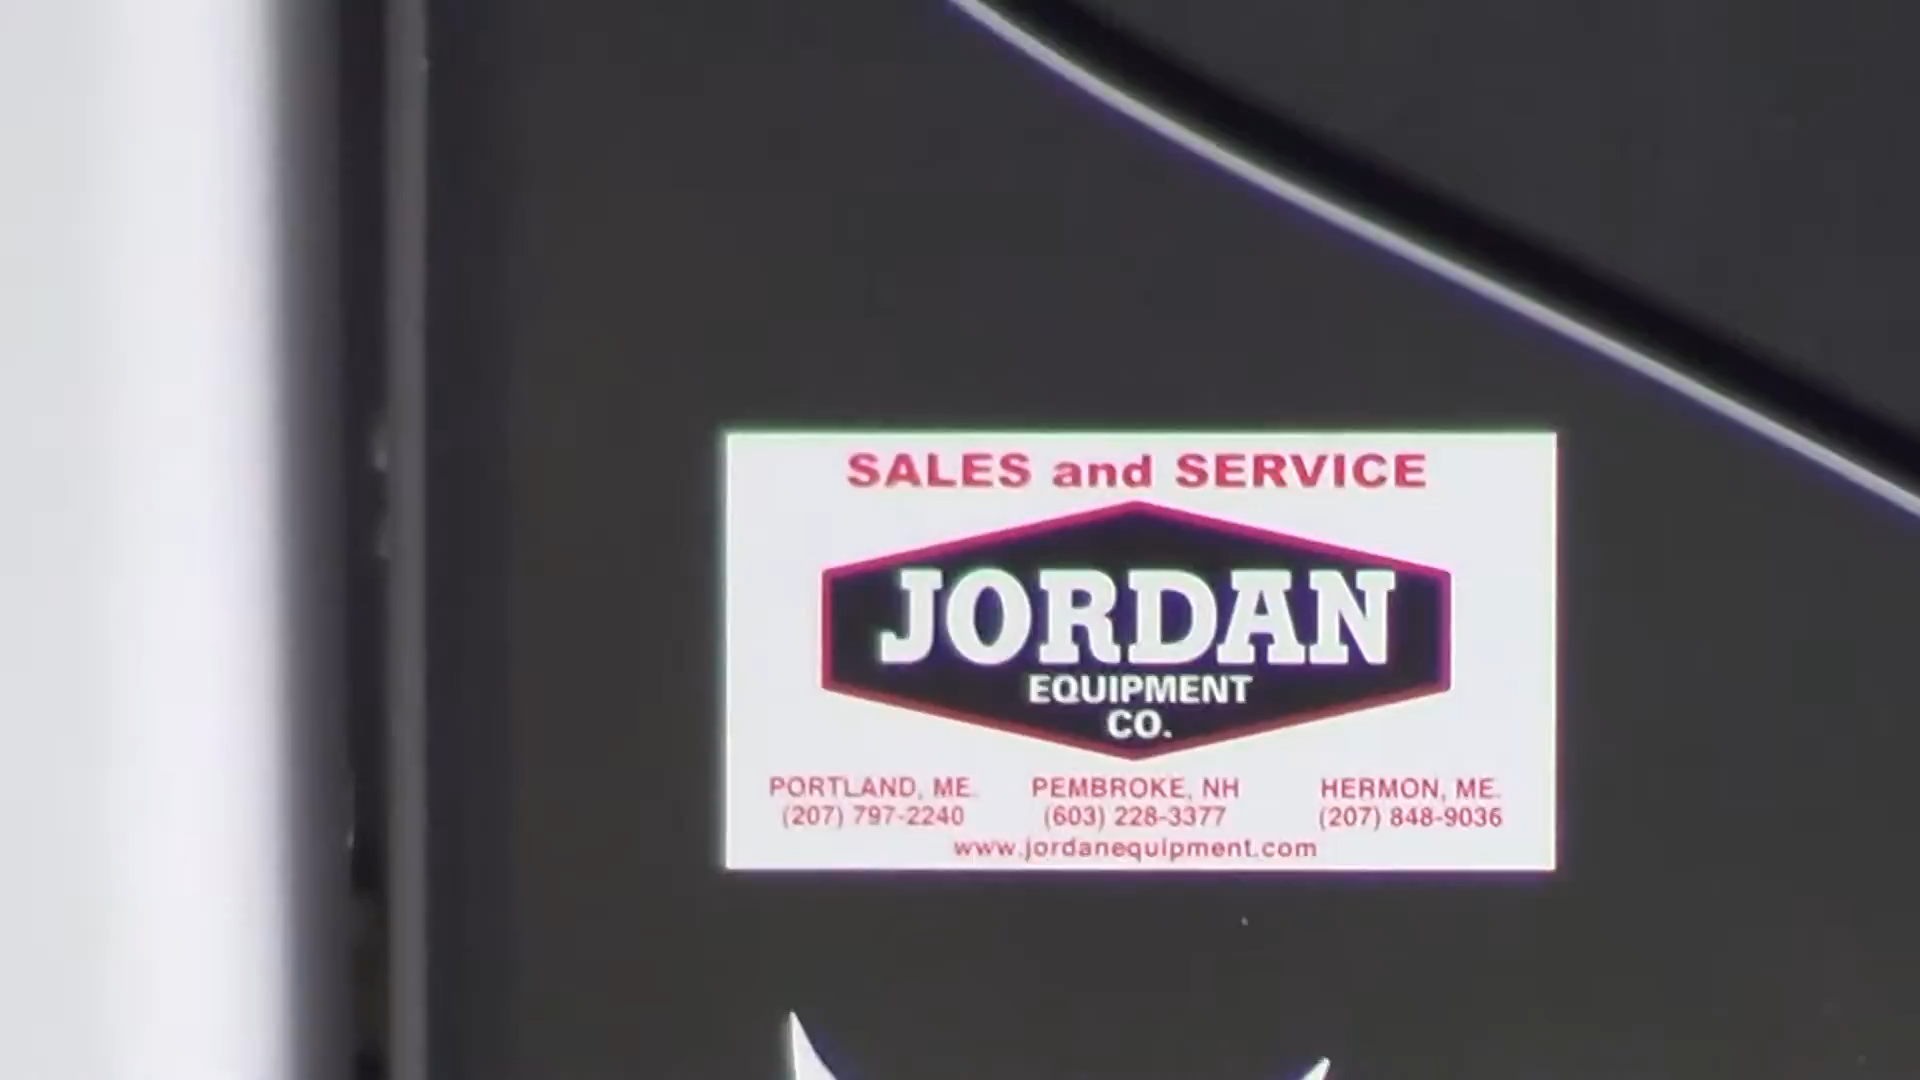 SALES and SERVICE
JORDAN
EQUIPMENT
CO.
PORTLAND, ME. PEMBROKE, NH HERMON, ME.
(207) 797-2240 (603) 228-3377 (207) 848-9036
www.jordanequipment.com